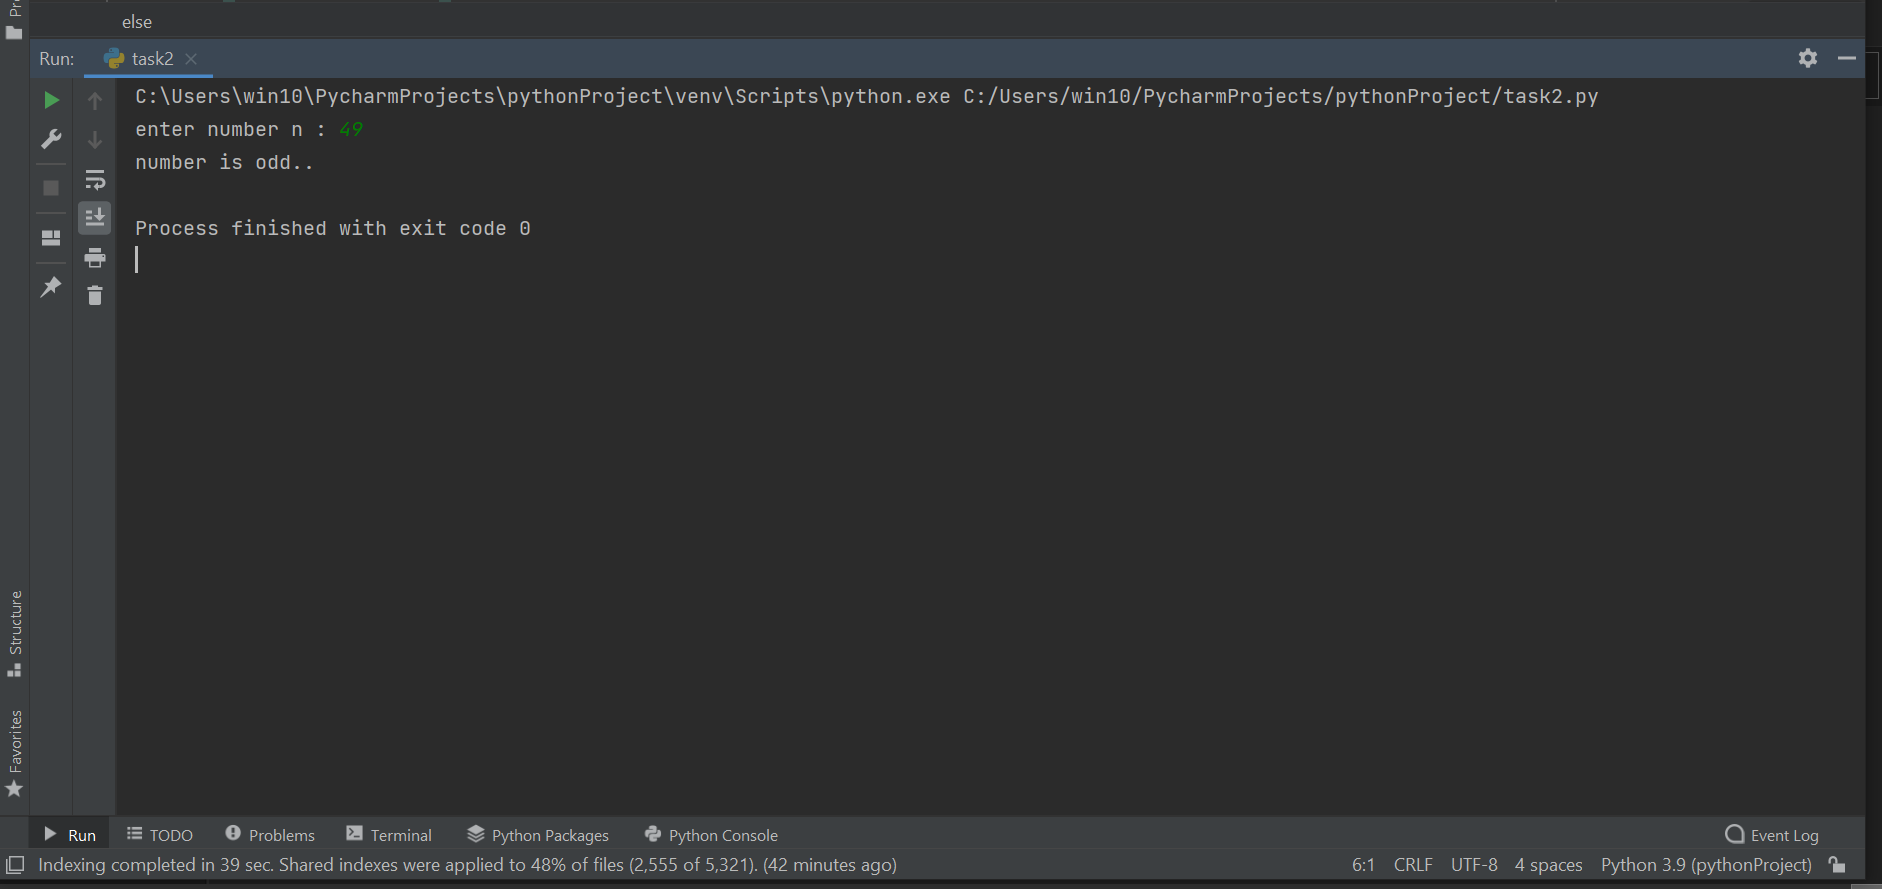 else
Run: task2
C:\Users\win10\PycharmProjects\pythonProject\venv\Scripts\python.exe C:/Users/win10/PycharmProjects/pythonProject/task2.py
enter number n : 49
number is odd..
Process finished with exit code 0
Structure
Favorites
Run TODO Problems Terminal Python Packages Python Console Event Log
Indexing completed in 39 sec. Shared indexes were applied to 48% of files (2,555 of 5,321). (42 minutes ago) 6:1 CRLF UTF-8 4 spaces Python 3.9 (pythonProject)